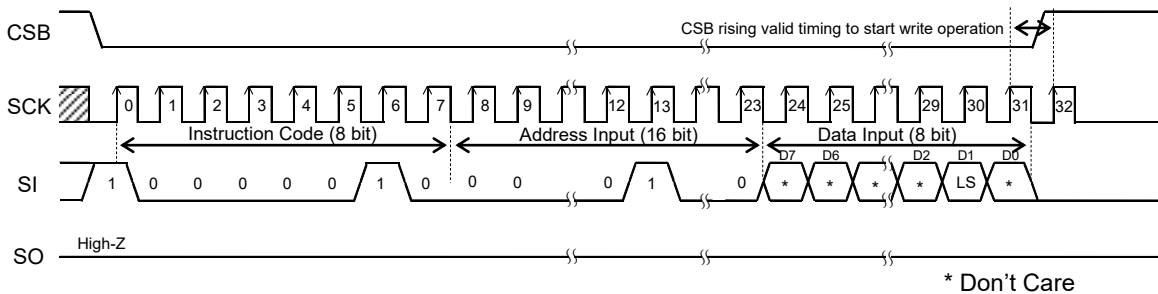 CSB
CSB rising valid timing to start write operation
SCK
0 1 2 3 4 5 6 7 8 9 12 13 23 24 25 29 30 31 32
Instruction Code (8 bit) Address Input (16 bit) Data Input (8 bit)
D7 D6 D2 D1 D0
SI 1 0 0 0 0 0 1 0 0 0 0 1 0 * * * * LS *
High-Z
SO
* Don't Care